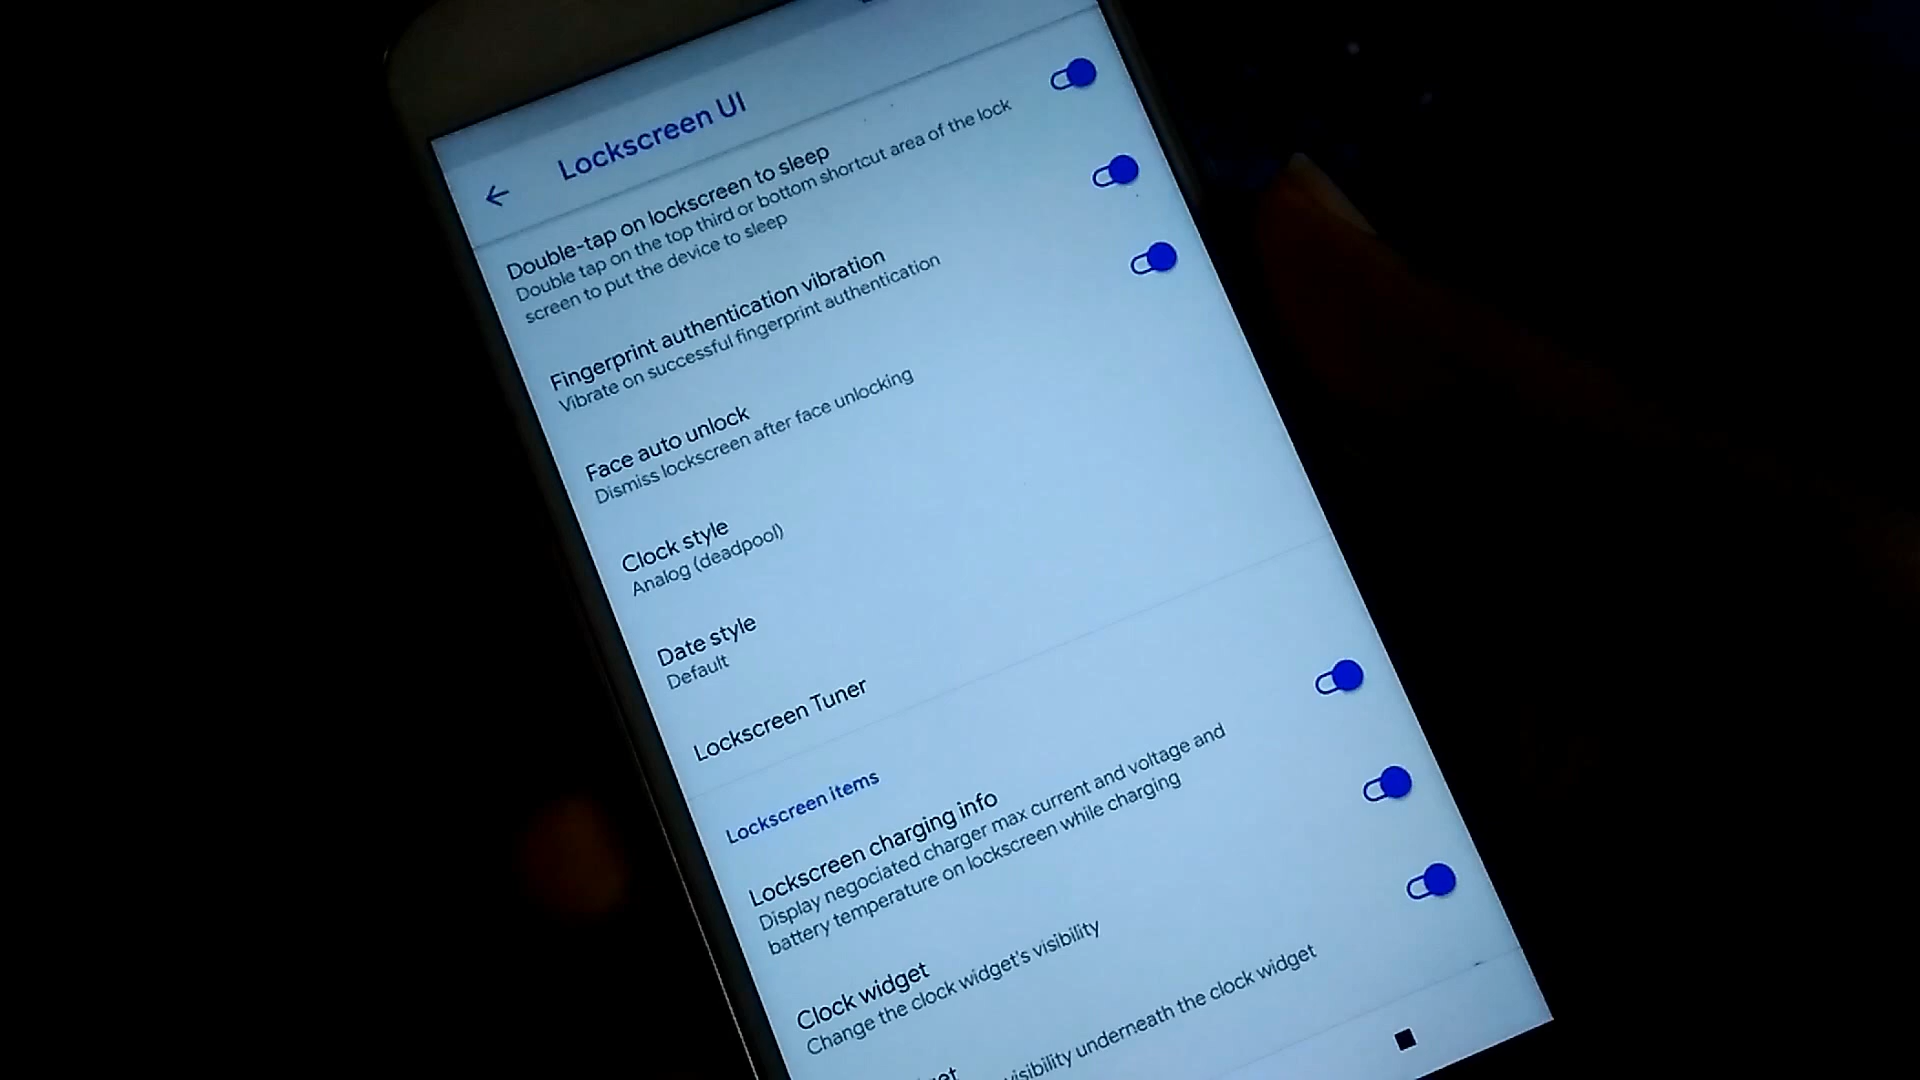 Lockscreen UI
Double-tap on lockscreen to sleep
Double tap on the top third or bottom shortcut area of the lock
screen to put the device to sleep
Fingerprint authentication vibration
Vibrate on successful fingerprint authentication
Face auto unlock
Dismiss lockscreen after face unlocking
Clock style
Analog (deadpool)
Date style
Default
Lockscreen Tuner
Lockscreen items
Lockscreen charging info
Display negociated charger max current and voltage and
battery temperature on lockscreen while charging
Clock widget
Change the clock widget's visibility
visibility underneath the clock widget